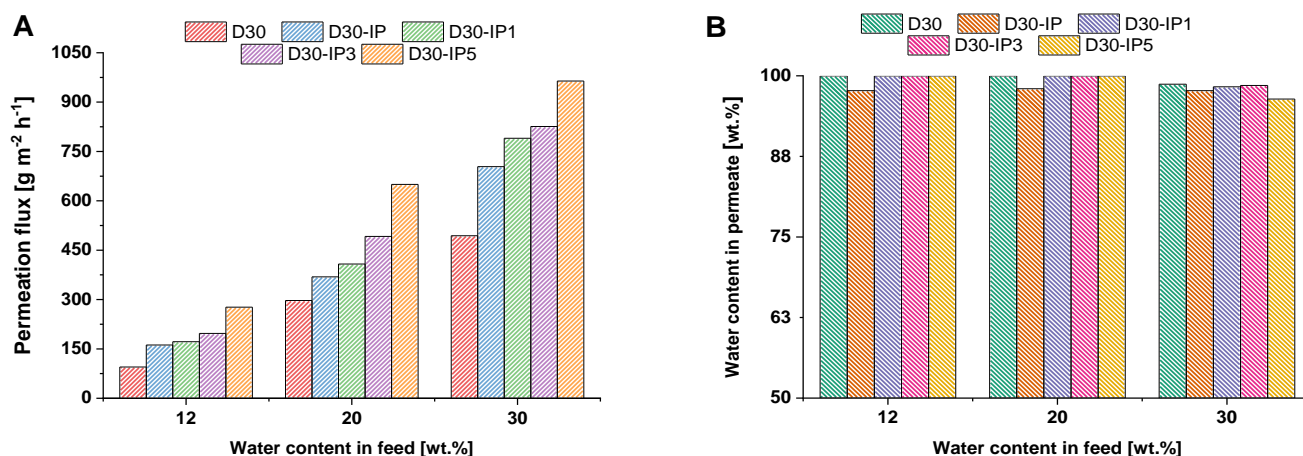 A
D30 D30-IP D30-IP1
D30-IP3 D30-IP5
Permeation flux [g m⁻² h⁻¹]
1050
900
750
600
450
300
150
0
12 20 30
Water content in feed [wt.%]
B
D30 D30-IP D30-IP1
D30-IP3 D30-IP5
Water content in permeate [wt.%]
100
88
75
63
50
12 20 30
Water content in feed [wt.%]